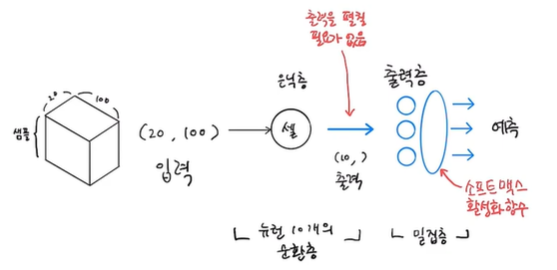 출력을 펼칠
필요가 없음
은닉층
출력층
20
100
샘플
(20, 100)
입력
셀
(10,)
출력
예측
소프트맥스
활성화 함수
뉴런 10개의
순환층
밀집층